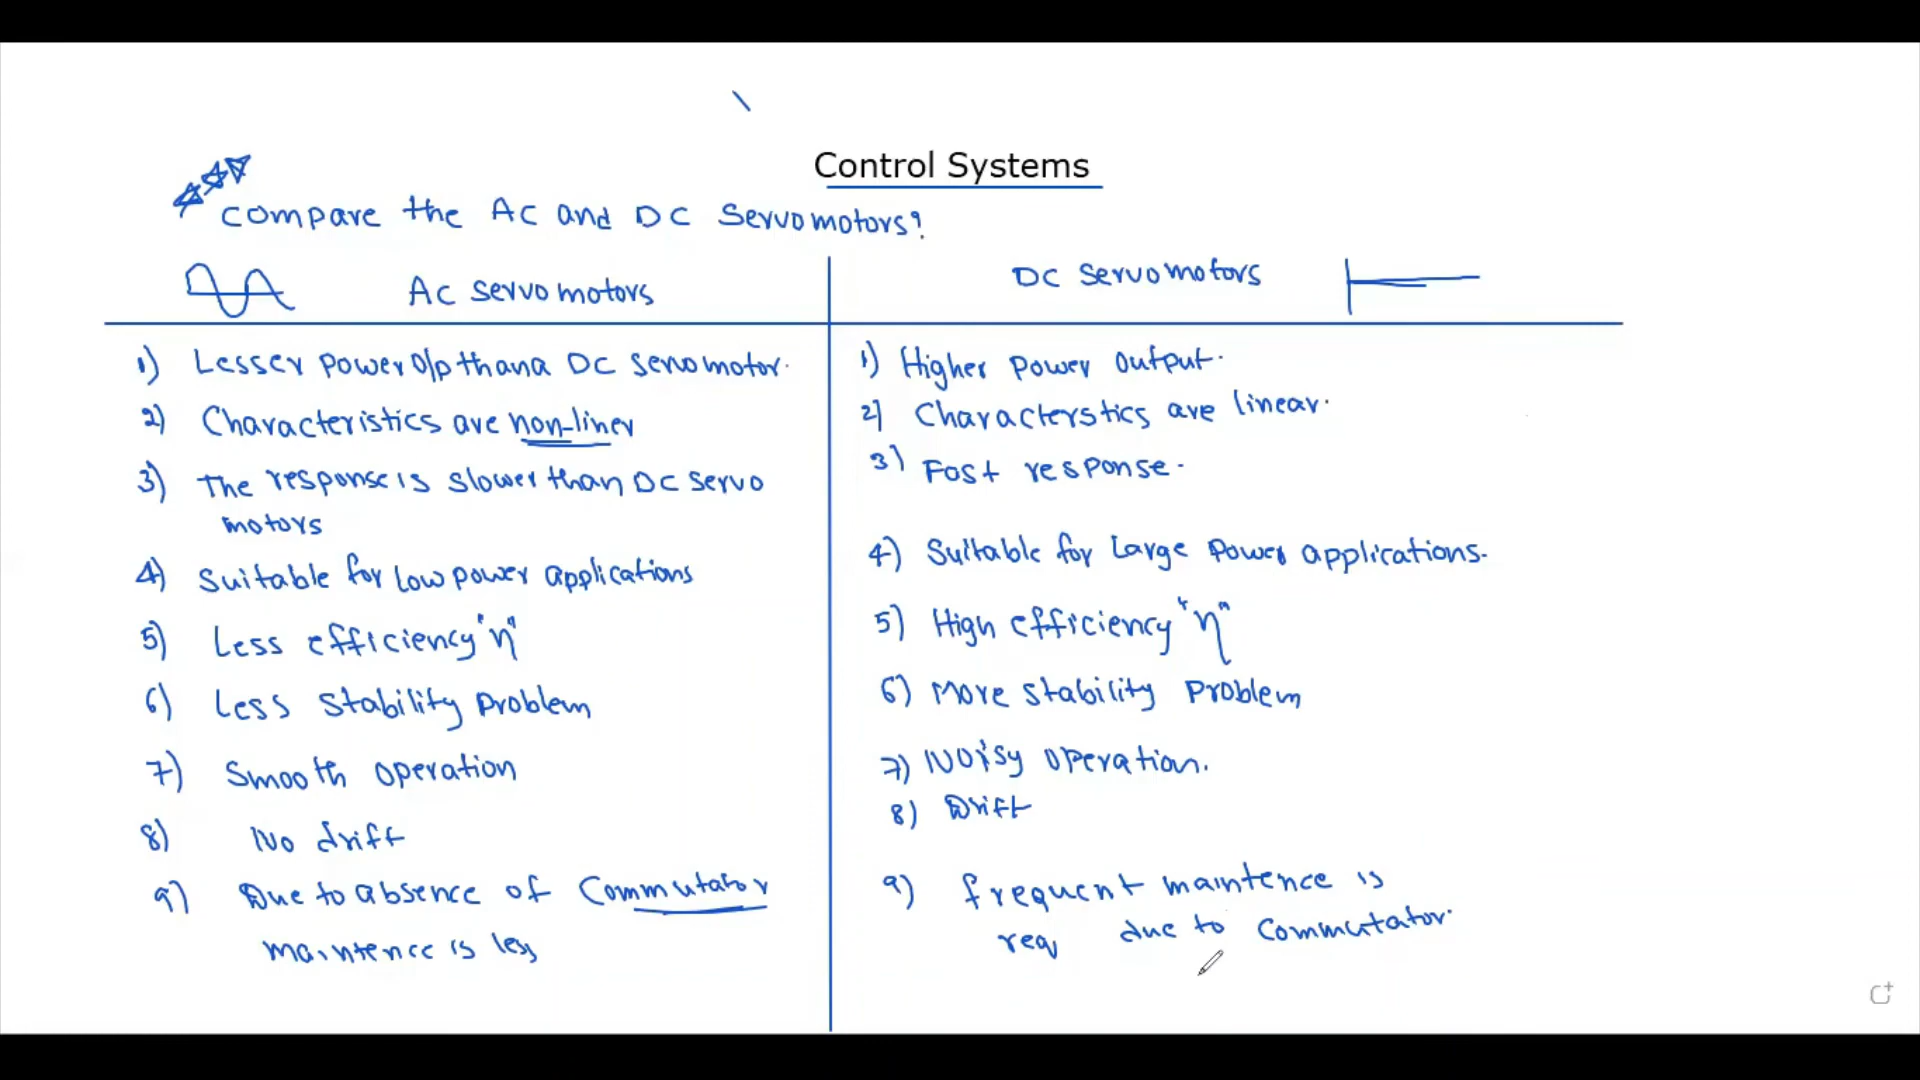 Control Systems
Compare the AC and DC Servomotors?
AC Servomotors
DC Servomotors
1) Lesser Power O/p than a DC servomotor.
2) Characteristics are non-liner
3) The response is slower than DC servo
motors
4) Suitable for low power applications
5) Less efficiency "η"
6) Less Stability Problem
7) Smooth operation
8) No drift
9) Due to absence of Commutator
maintence is less
1) Higher Power Output.
2) Characterstics are linear.
3) Fast response.
4) Suitable for Large Power applications.
5) High efficiency "η"
6) More stability Problem
7) Noisy Operation.
8) Drift
9) frequent maintence is
req due to Commutator.